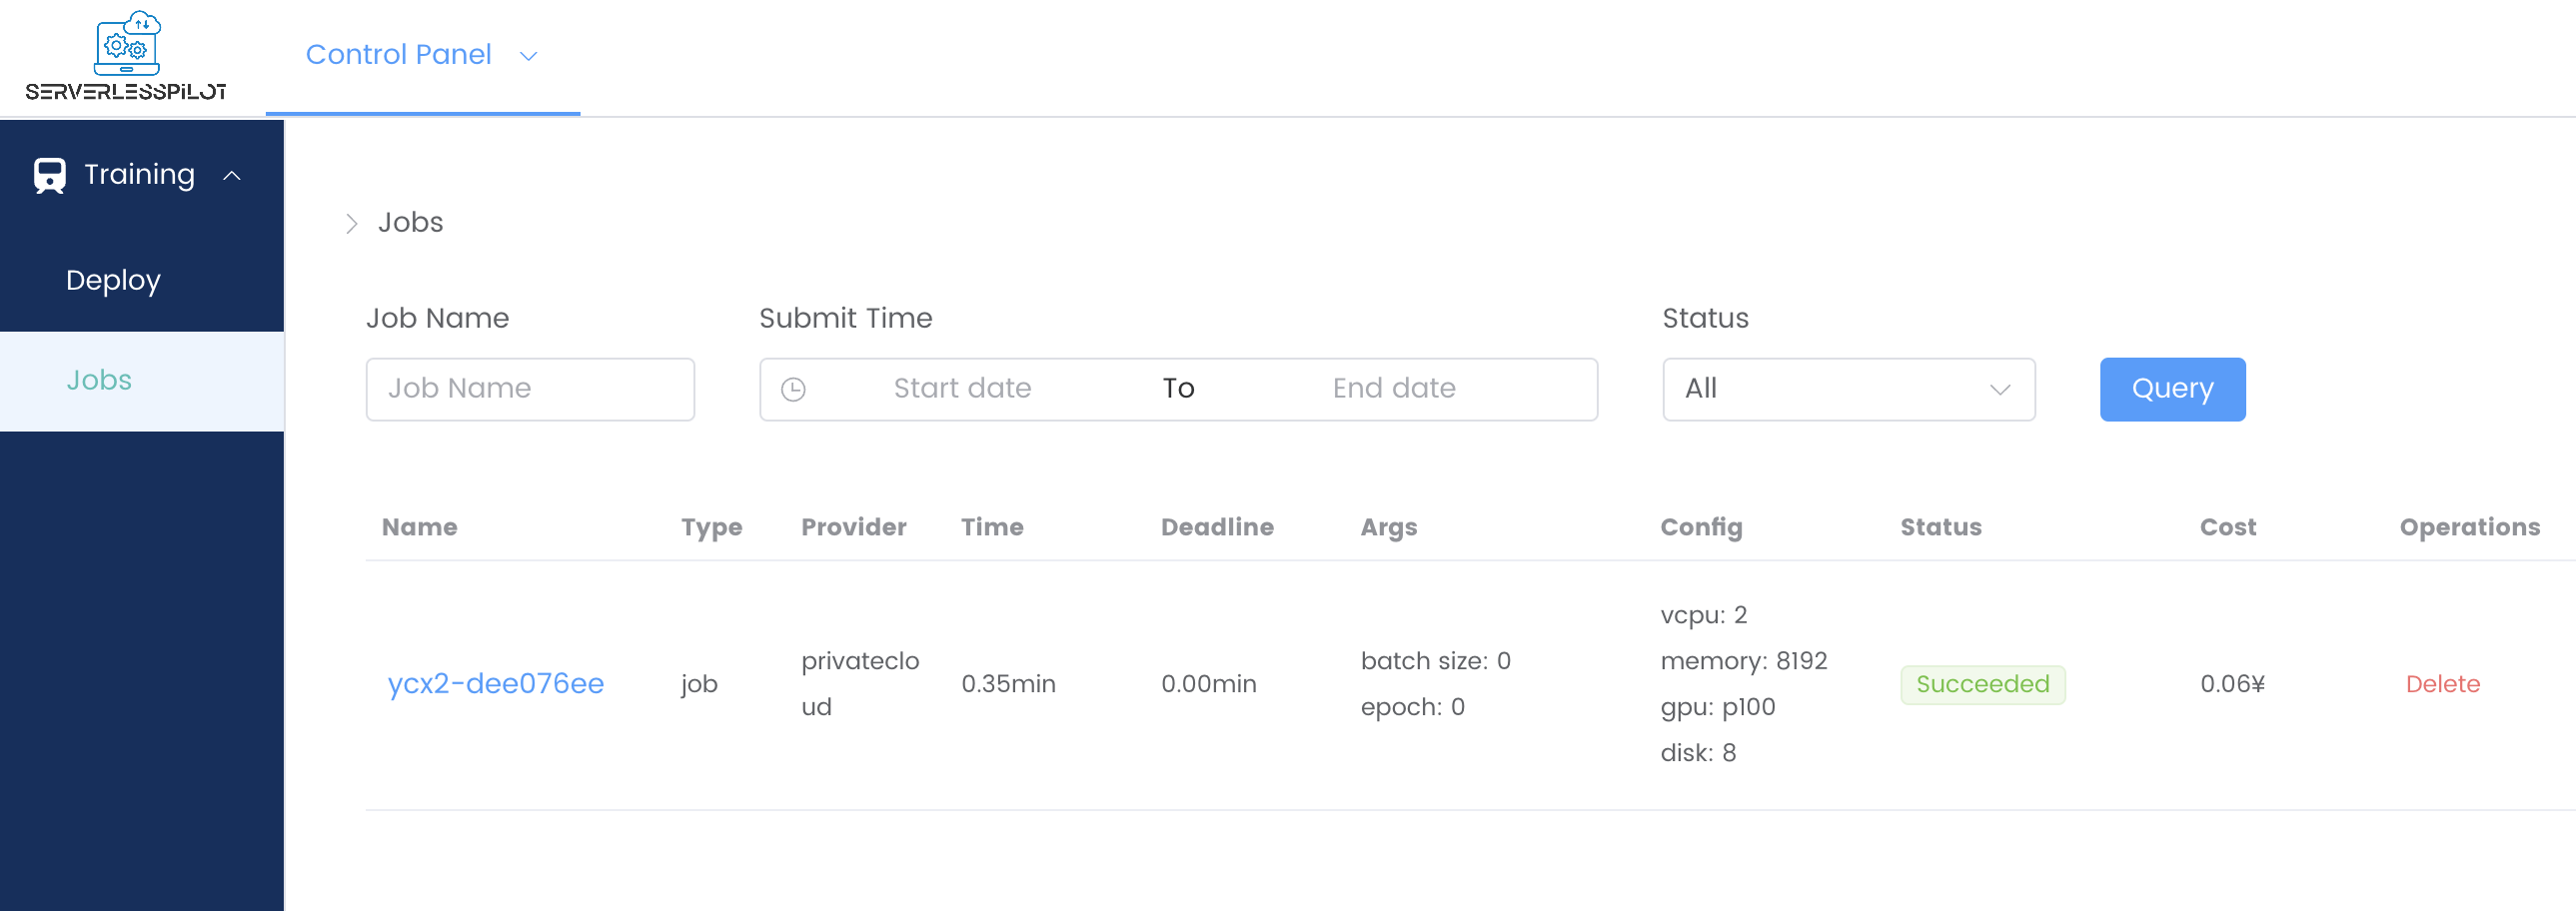 SERVERLESSPiLOT
Control Panel
Training
Deploy
Jobs
Jobs
Job Name Submit Time Status
Job Name Start date To End date All Query
Name Type Provider Time Deadline Args Config Status Cost Operations
ycx2-dee076ee job privateclo
ud 0.35min 0.00min batch size: 0
epoch: 0 vcpu: 2
memory: 8192
gpu: p100
disk: 8 Succeeded 0.06¥ Delete